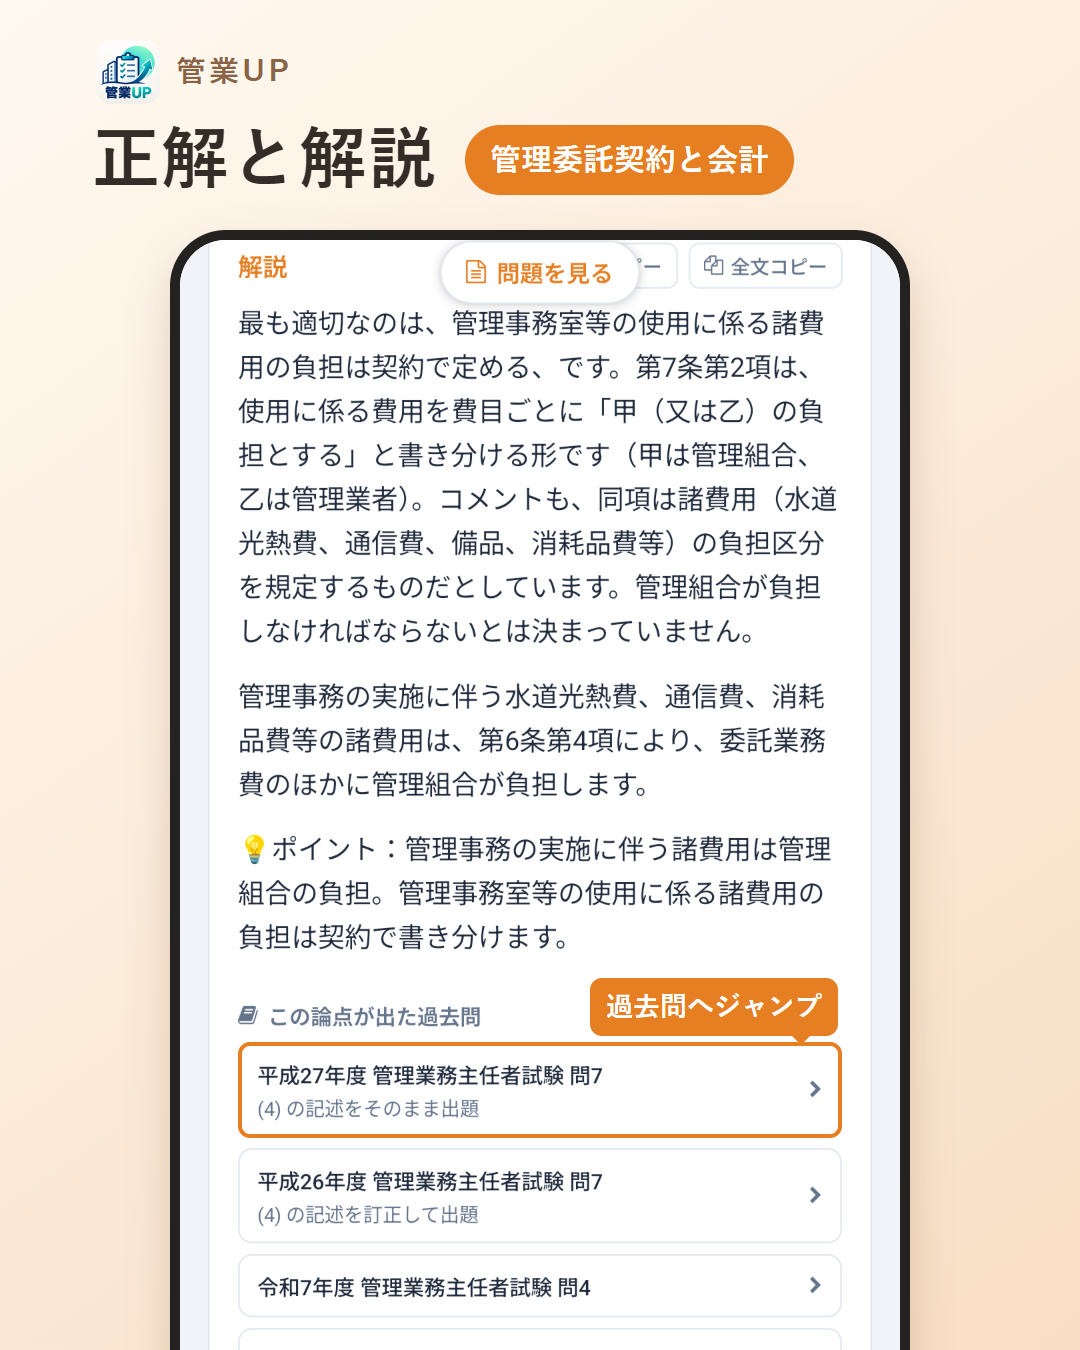 管業UP
管業UP
正解と解説
管理委託契約と会計
解説
問題を見る
ピー
全文コピー
最も適切なのは、管理事務室等の使用に係る諸費
用の負担は契約で定める、です。第7条第2項は、
使用に係る費用を費目ごとに「甲（又は乙）の負
担とする」と書き分ける形です（甲は管理組合、
乙は管理業者）。コメントも、同項は諸費用（水道
光熱費、通信費、備品、消耗品費等）の負担区分
を規定するものだとしています。管理組合が負担
しなければならないとは決まっていません。
管理事務の実施に伴う水道光熱費、通信費、消耗
品費等の諸費用は、第6条第4項により、委託業務
費のほかに管理組合が負担します。
💡ポイント：管理事務の実施に伴う諸費用は管理
組合の負担。管理事務室等の使用に係る諸費用の
負担は契約で書き分けます。
過去問へジャンプ
この論点が出た過去問
平成27年度 管理業務主任者試験 問7
(4) の記述をそのまま出題
平成26年度 管理業務主任者試験 問7
(4) の記述を訂正して出題
令和7年度 管理業務主任者試験 問4